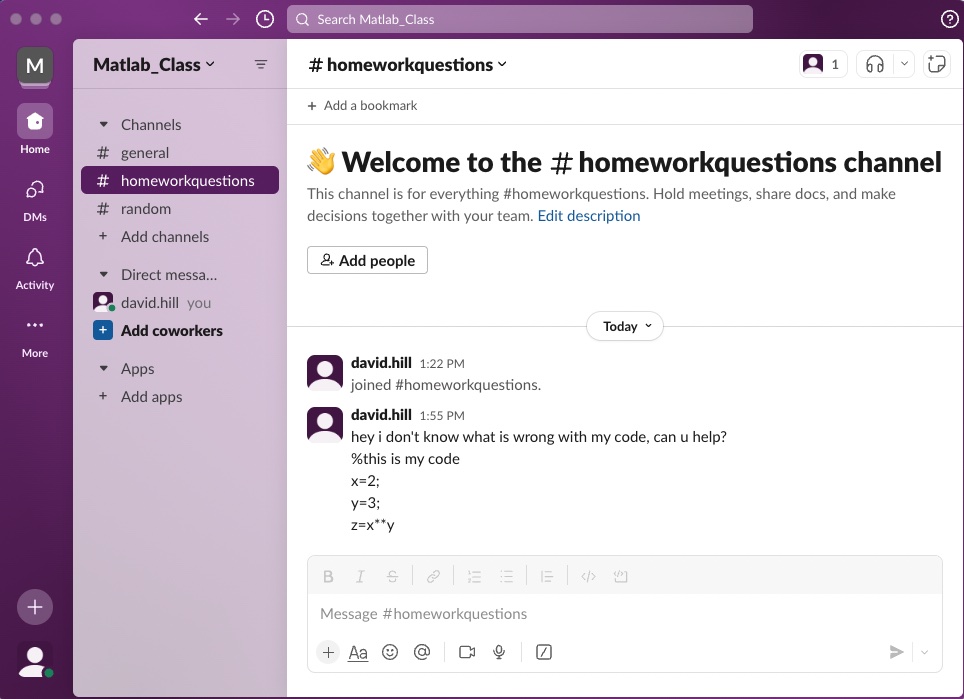 Search Matlab_Class
M
Home
DMs
Activity
More
Matlab_Class
Channels
# general
# homeworkquestions
# random
+ Add channels
Direct messa...
david.hill you
+ Add coworkers
Apps
+ Add apps
# homeworkquestions
1
+ Add a bookmark
👋 Welcome to the # homeworkquestions channel
This channel is for everything #homeworkquestions. Hold meetings, share docs, and make
decisions together with your team. Edit description
Add people
Today
david.hill 1:22 PM
joined #homeworkquestions.
david.hill 1:55 PM
hey i don't know what is wrong with my code, can u help?
%this is my code
x=2;
y=3;
z=x**y
B I S
Message #homeworkquestions
+ Aa @